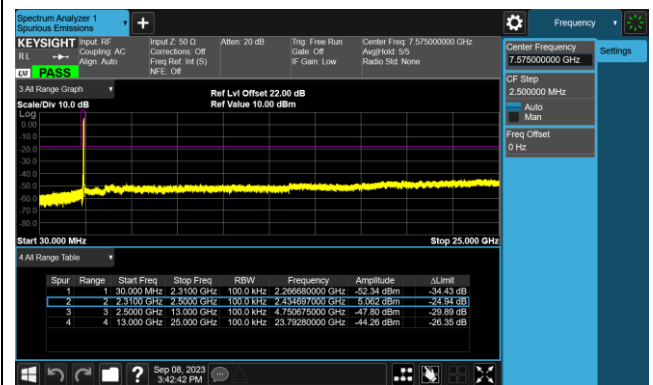 Spectrum Analyzer 1
Spurious Emissions
Frequency
KEYSIGHT Input: RF Input Z: 50 Ω Atten: 20 dB Trig: Free Run Center Freq: 7.575000000 GHz
RL Coupling: AC Corrections: Off Gate: Off Avg|Hold: 5/5
Align: Auto Freq Ref: Int (S) IF Gain: Low Radio Std: None
LXI PASS NFE: Off
Center Frequency
7.575000000 GHz
Settings
CF Step
2.500000 MHz
Auto
Man
Freq Offset
0 Hz
3 All Range Graph
Ref Lvl Offset 22.00 dB
Scale/Div 10.0 dB Ref Value 10.00 dBm
Log
0.00
-10.0
-20.0
-30.0
-40.0
-50.0
-60.0
-70.0
-80.0
Start 30.000 MHz Stop 25.000 GHz
4 All Range Table
Spur Range Start Freq Stop Freq RBW Frequency Amplitude ΔLimit
1 1 30.000 MHz 2.3100 GHz 100.0 kHz 2.266680000 GHz -52.34 dBm -34.43 dB
2 2 2.3100 GHz 2.5000 GHz 100.0 kHz 2.434697000 GHz 5.062 dBm -24.94 dB
3 3 2.5000 GHz 13.000 GHz 100.0 kHz 4.750675000 GHz -47.80 dBm -29.89 dB
4 4 13.000 GHz 25.000 GHz 100.0 kHz 23.79280000 GHz -44.26 dBm -26.35 dB
Sep 08, 2023
3:42:42 PM